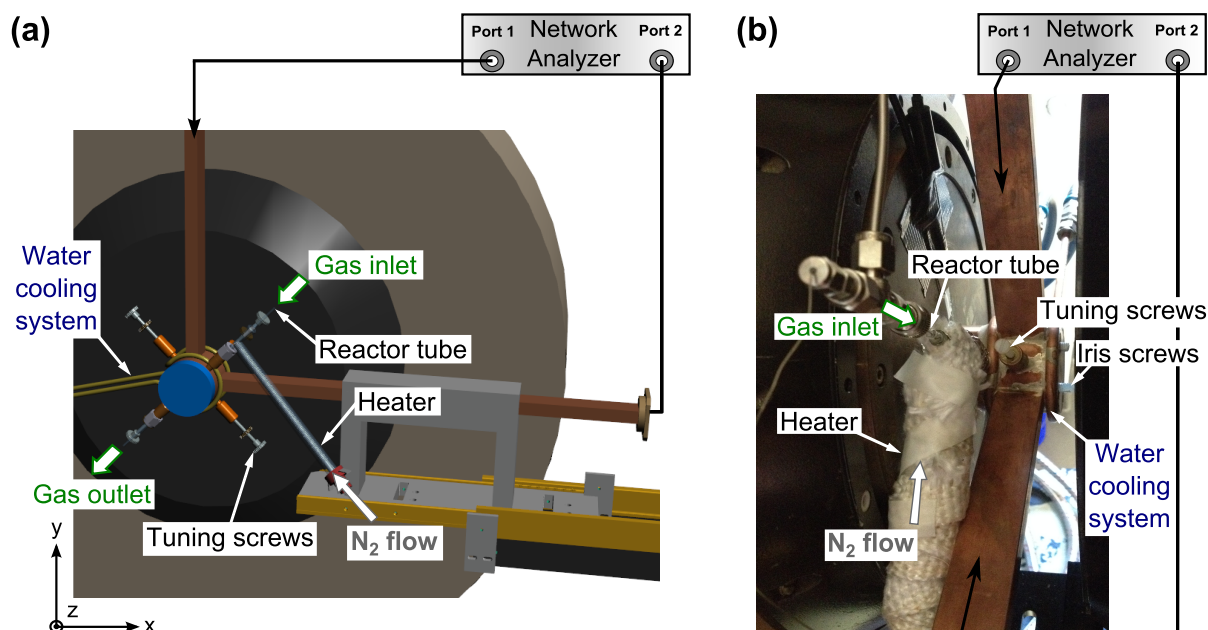 (a)
Port 1
Network
Analyzer
Port 2
Water
cooling
system
Gas inlet
Reactor tube
Heater
Gas outlet
Tuning screws
N₂ flow
y
z
x
(b)
Port 1
Network
Analyzer
Port 2
Reactor tube
Gas inlet
Tuning screws
Iris screws
Heater
Water
cooling
system
N₂ flow